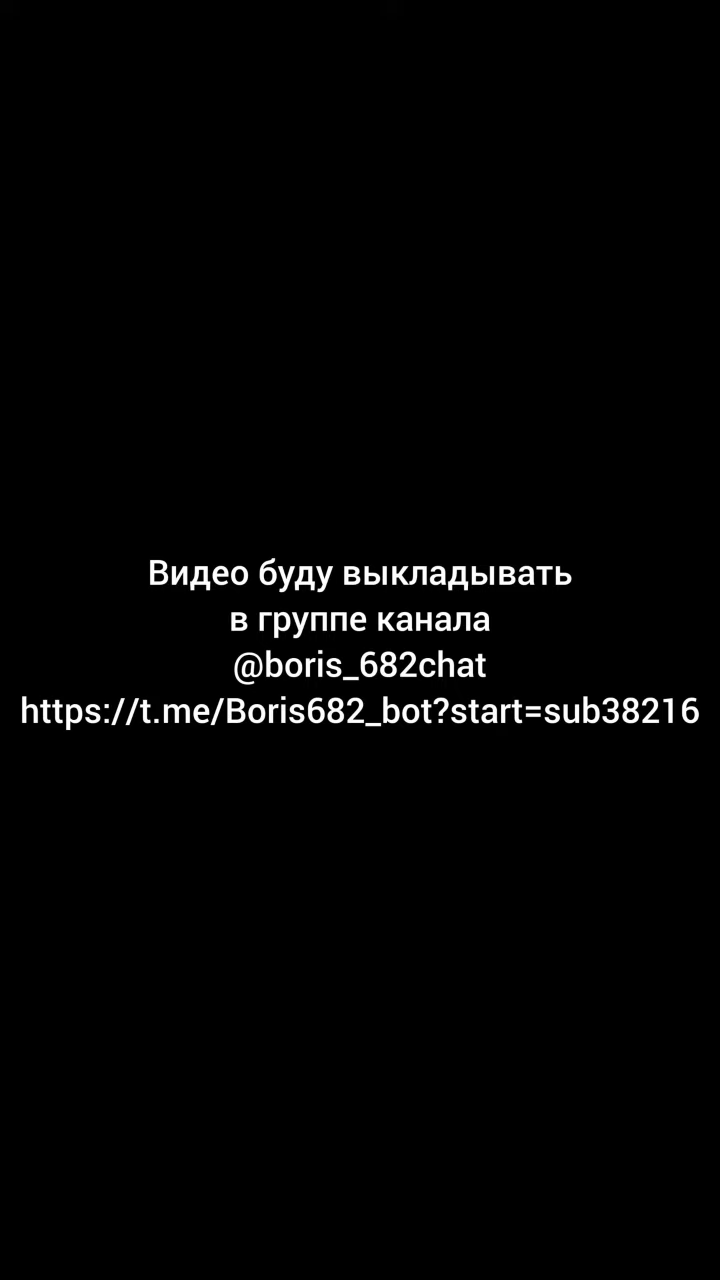 Видео буду выкладывать
в группе канала
@boris_682chat
https://t.me/Boris682_bot?start=sub38216